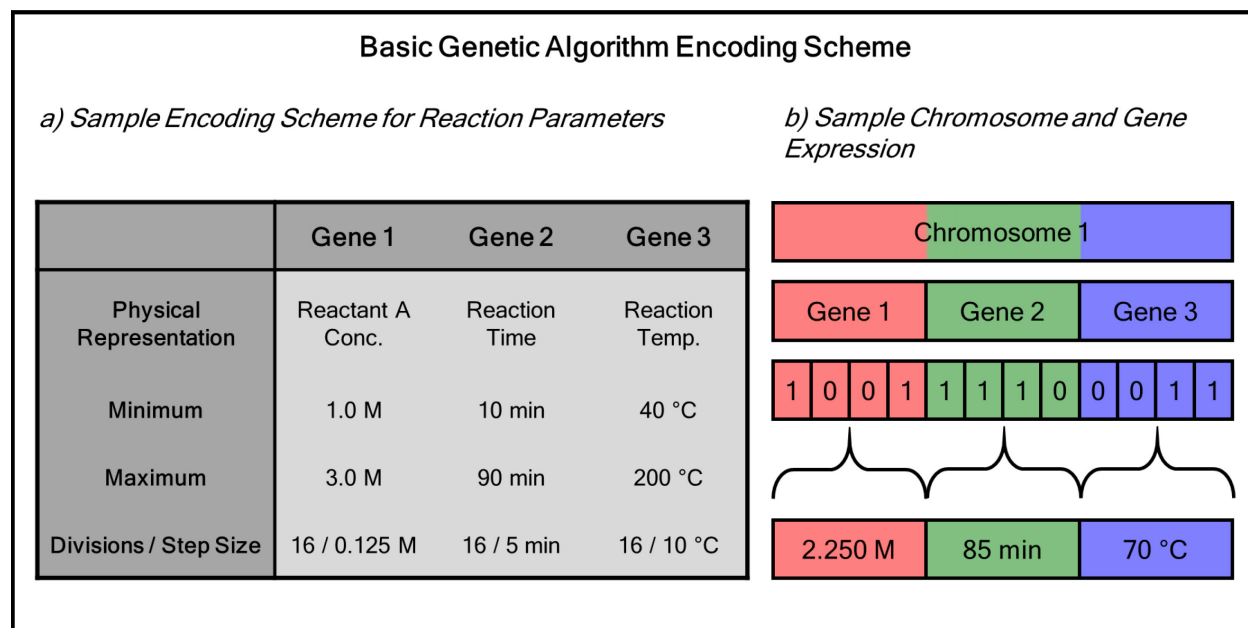 Basic Genetic Algorithm Encoding Scheme
a) Sample Encoding Scheme for Reaction Parameters
Gene 1 Gene 2 Gene 3
Physical Representation Reactant A Conc. Reaction Time Reaction Temp.
Minimum 1.0 M 10 min 40 °C
Maximum 3.0 M 90 min 200 °C
Divisions / Step Size 16 / 0.125 M 16 / 5 min 16 / 10 °C
b) Sample Chromosome and Gene
Expression
Chromosome 1
Gene 1 Gene 2 Gene 3
1 0 0 1 1 1 1 0 0 0 1 1
2.250 M 85 min 70 °C